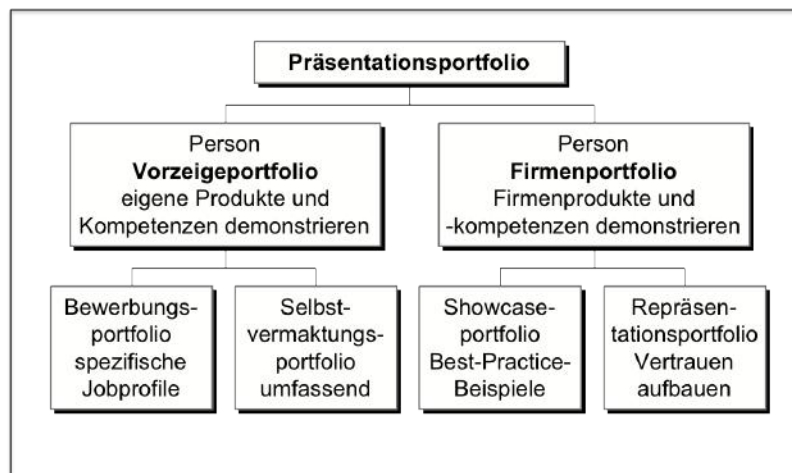 Präsentationsportfolio
Person
Vorzeigeportfolio
eigene Produkte und
Kompetenzen demonstrieren
Person
Firmenportfolio
Firmenprodukte und
-kompetenzen demonstrieren
Bewerbungs-
portfolio
spezifische
Jobprofile
Selbst-
vermaktungs-
portfolio
umfassend
Showcase-
portfolio
Best-Practice-
Beispiele
Repräsen-
tationsportfolio
Vertrauen
aufbauen